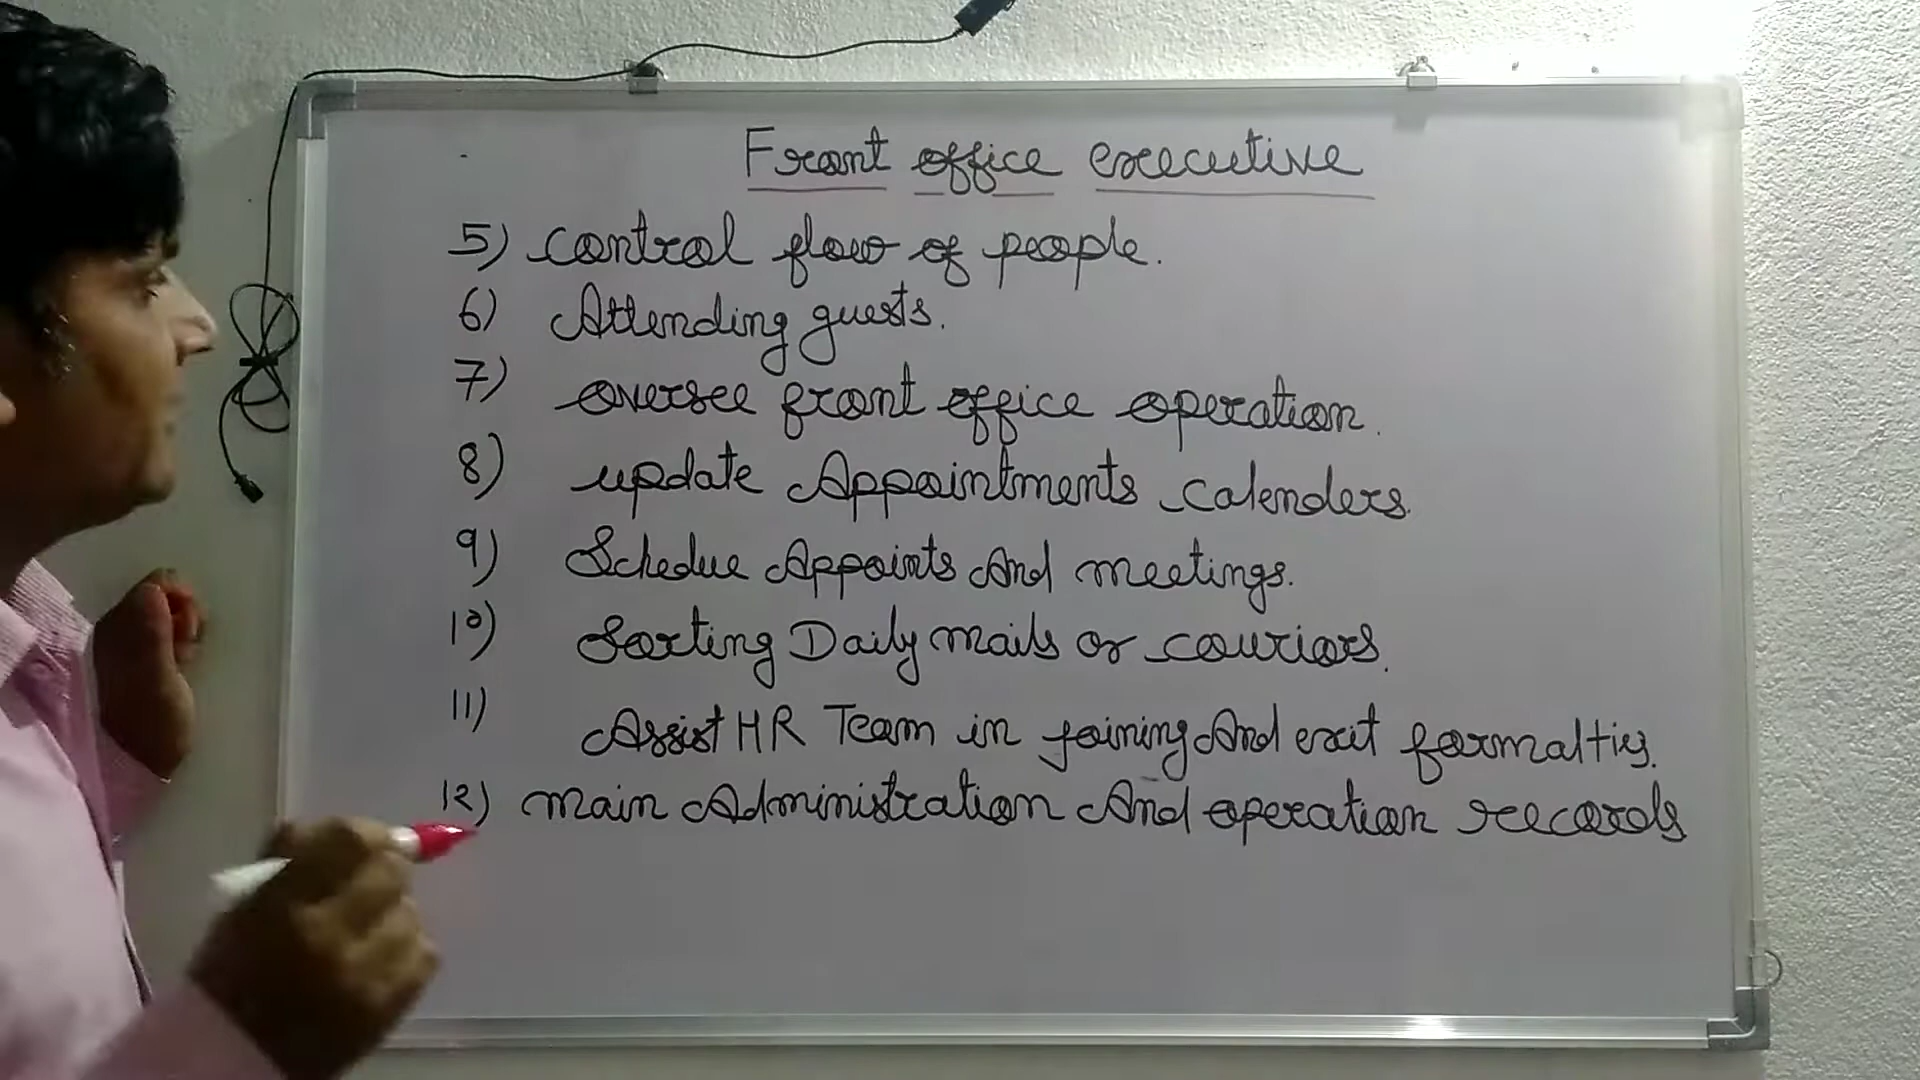 Front office executive
5) control flow of people.
6) Attending guests.
7) oversee front office operation.
8) update Appointments calenders.
9) Schedue Appoints And meetings.
10) Sorting Daily mails or couriors.
11) Assist HR Team in joining And exit formalties.
12) main Administration And operation records